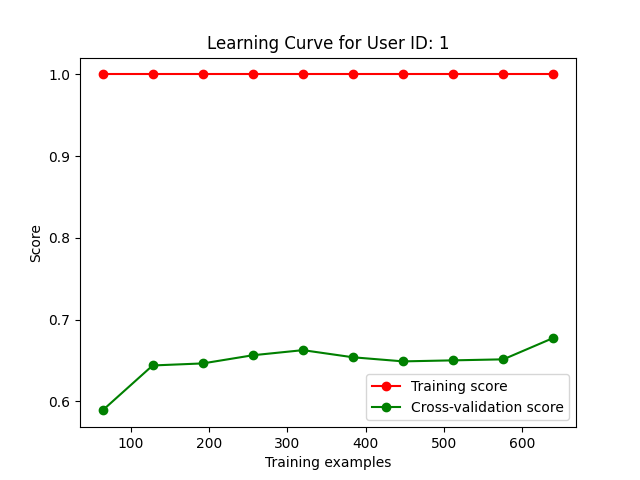 Learning Curve for User ID: 1
1.0
0.9
0.8
0.7
0.6
Score
Training score
Cross-validation score
100 200 300 400 500 600
Training examples